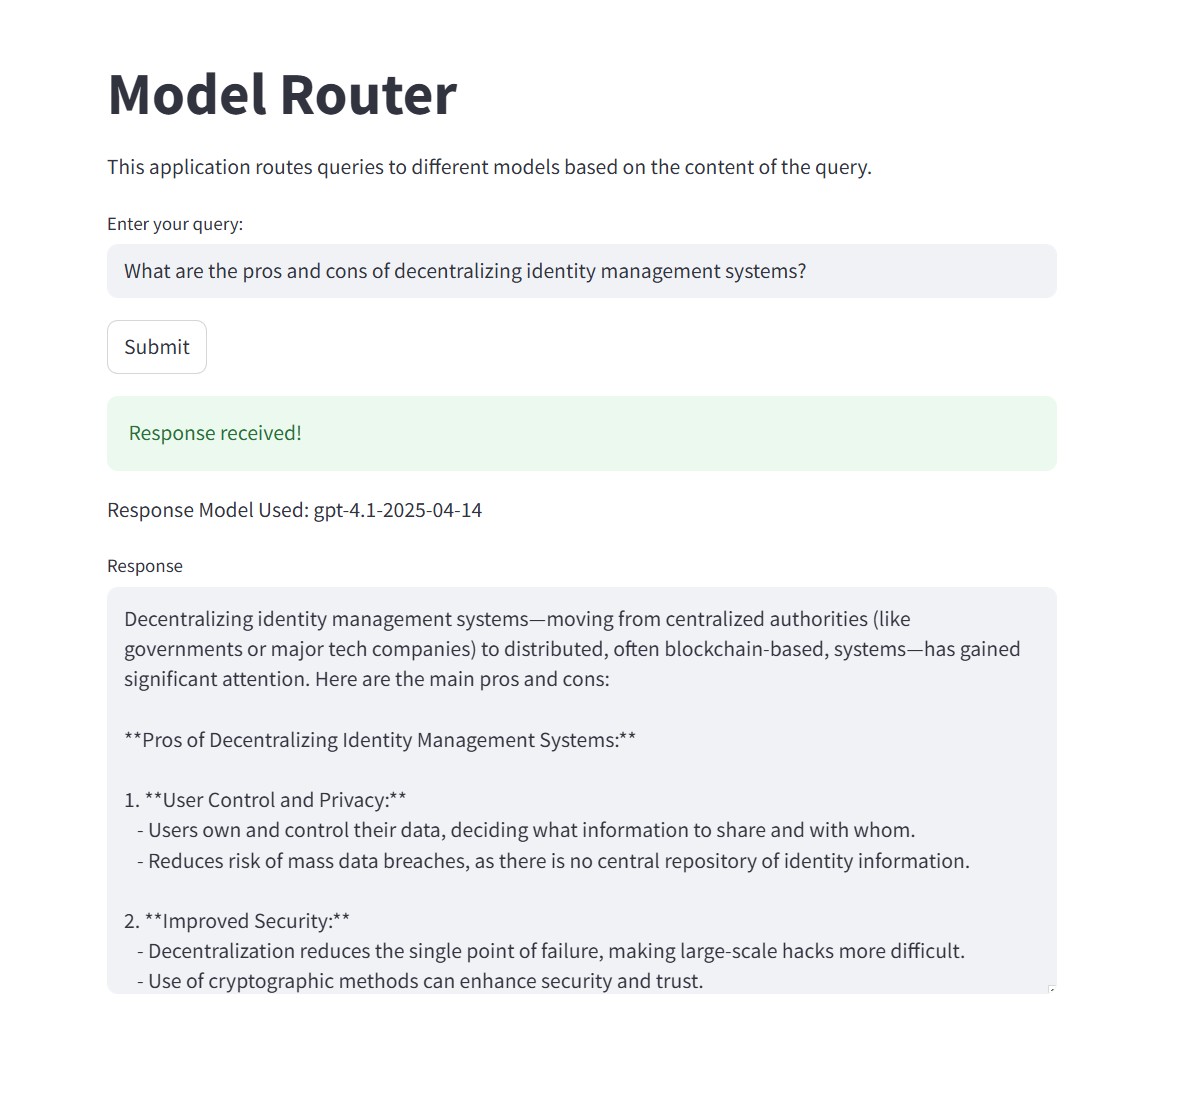 Model Router
This application routes queries to different models based on the content of the query.
Enter your query:
What are the pros and cons of decentralizing identity management systems?
Submit
Response received!
Response Model Used: gpt-4.1-2025-04-14
Response
Decentralizing identity management systems—moving from centralized authorities (like
governments or major tech companies) to distributed, often blockchain-based, systems—has gained
significant attention. Here are the main pros and cons:
**Pros of Decentralizing Identity Management Systems:**
1. **User Control and Privacy:**
- Users own and control their data, deciding what information to share and with whom.
- Reduces risk of mass data breaches, as there is no central repository of identity information.
2. **Improved Security:**
- Decentralization reduces the single point of failure, making large-scale hacks more difficult.
- Use of cryptographic methods can enhance security and trust.